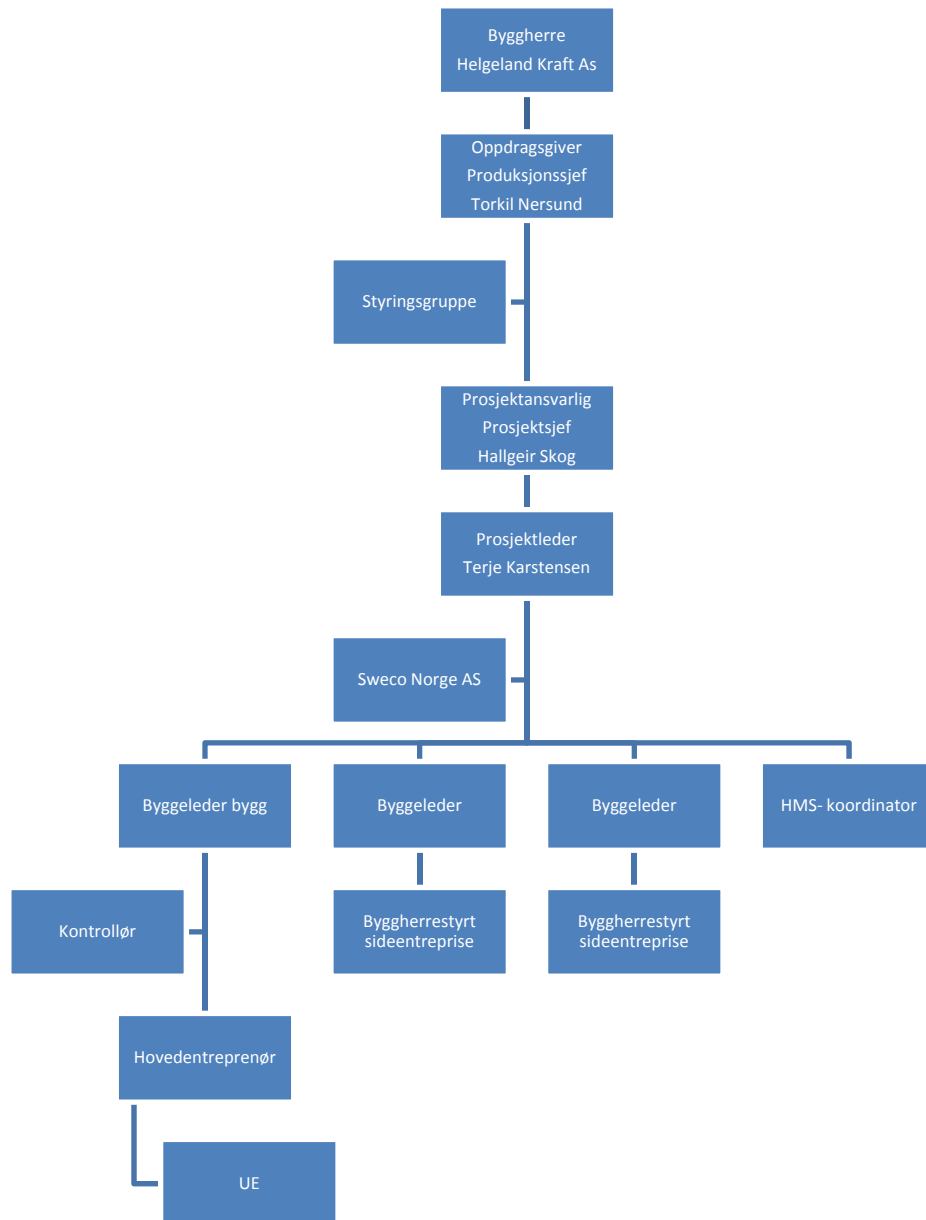 Byggherre
Helgeland Kraft As
Oppdragsgiver
Produksjonssjef
Torkil Nersund
Styringsgruppe
Prosjektansvarlig
Prosjektsjef
Hallgeir Skog
Prosjektleder
Terje Karstensen
Sweco Norge AS
Byggeleder bygg
Byggeleder
Byggeleder
HMS- koordinator
Kontrollør
Byggherrestyrt
sideentreprise
Byggherrestyrt
sideentreprise
Hovedentreprenør
UE